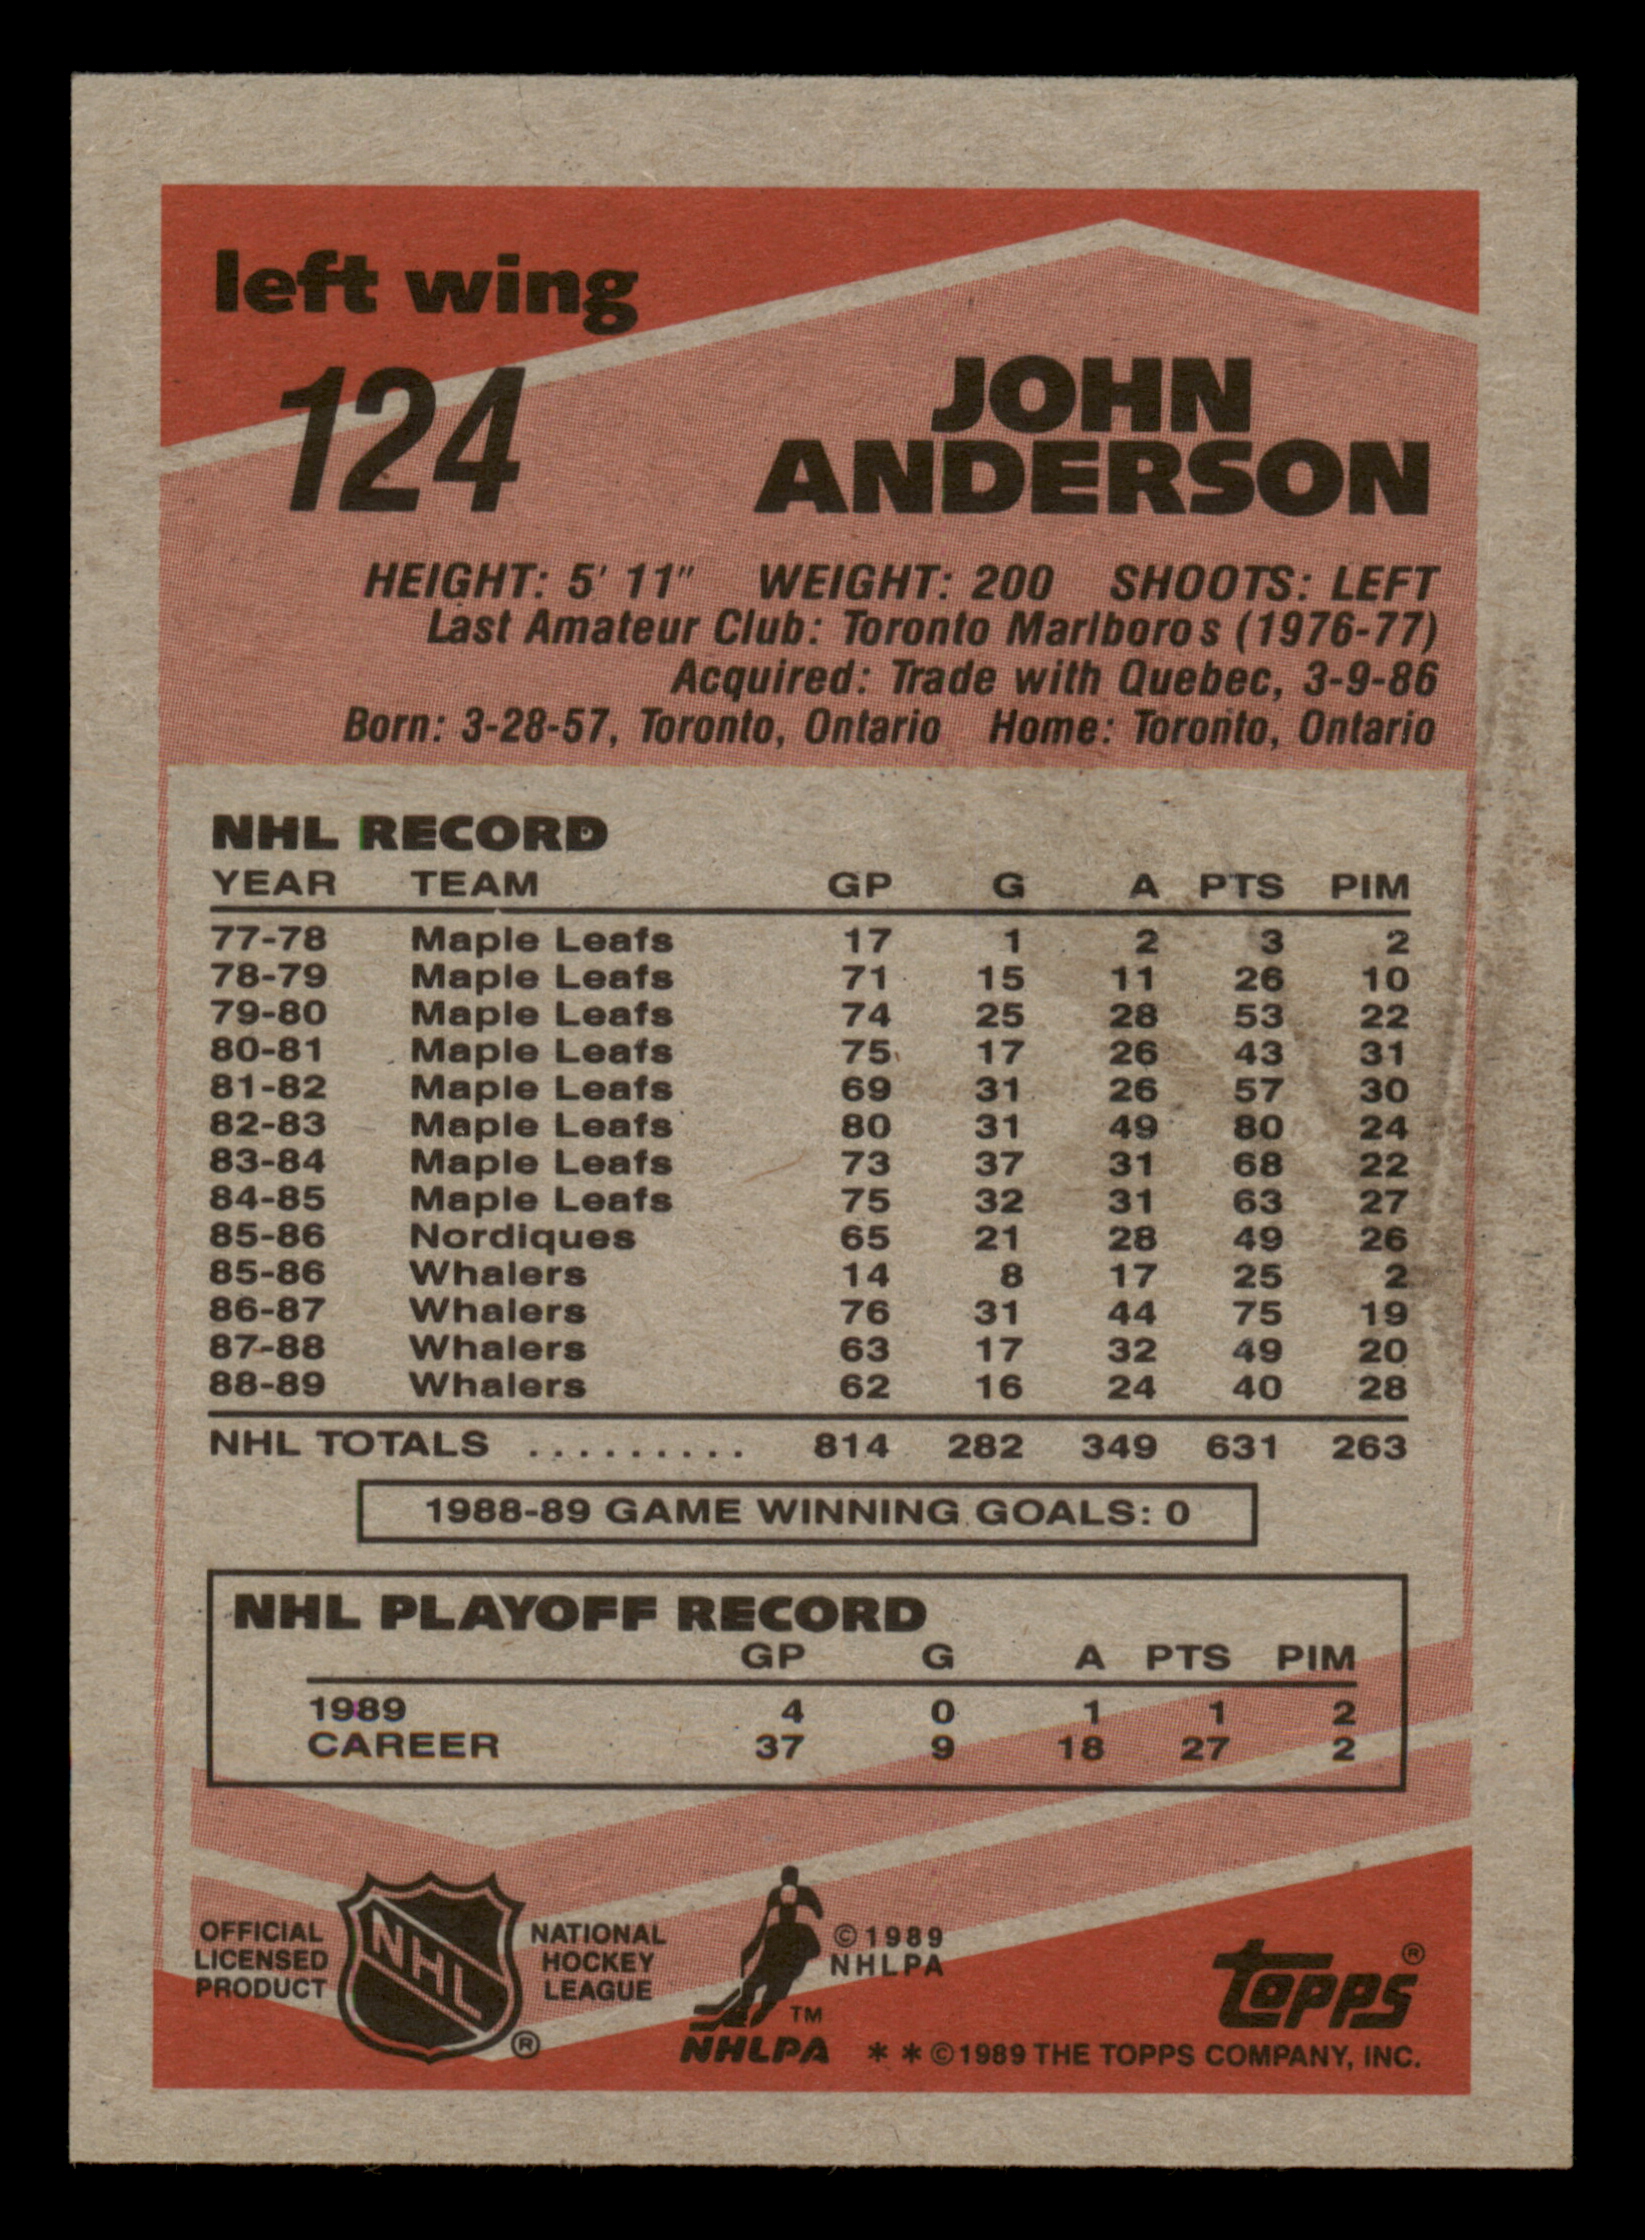 left wing
124
JOHN
ANDERSON
HEIGHT: 5' 11" WEIGHT: 200 SHOOTS: LEFT
Last Amateur Club: Toronto Marlboros (1976-77)
Acquired: Trade with Quebec, 3-9-86
Born: 3-28-57, Toronto, Ontario Home: Toronto, Ontario
NHL RECORD
YEAR TEAM GP G A PTS PIM
77-78 Maple Leafs 17 1 2 3 2
78-79 Maple Leafs 71 15 11 26 10
79-80 Maple Leafs 74 25 28 53 22
80-81 Maple Leafs 75 17 26 43 31
81-82 Maple Leafs 69 31 26 57 30
82-83 Maple Leafs 80 31 49 80 24
83-84 Maple Leafs 73 37 31 68 22
84-85 Maple Leafs 75 32 31 63 27
85-86 Nordiques 65 21 28 49 26
85-86 Whalers 14 8 17 25 2
86-87 Whalers 76 31 44 75 19
87-88 Whalers 63 17 32 49 20
88-89 Whalers 62 16 24 40 28
NHL TOTALS ......... 814 282 349 631 263
1988-89 GAME WINNING GOALS: 0
NHL PLAYOFF RECORD
GP G A PTS PIM
1989 4 0 1 1 2
CAREER 37 9 18 27 2
OFFICIAL
LICENSED
PRODUCT
NHL
®
NATIONAL
HOCKEY
LEAGUE
TM
NHLPA
© 1989
NHLPA
topps®
* * © 1989 THE TOPPS COMPANY, INC.